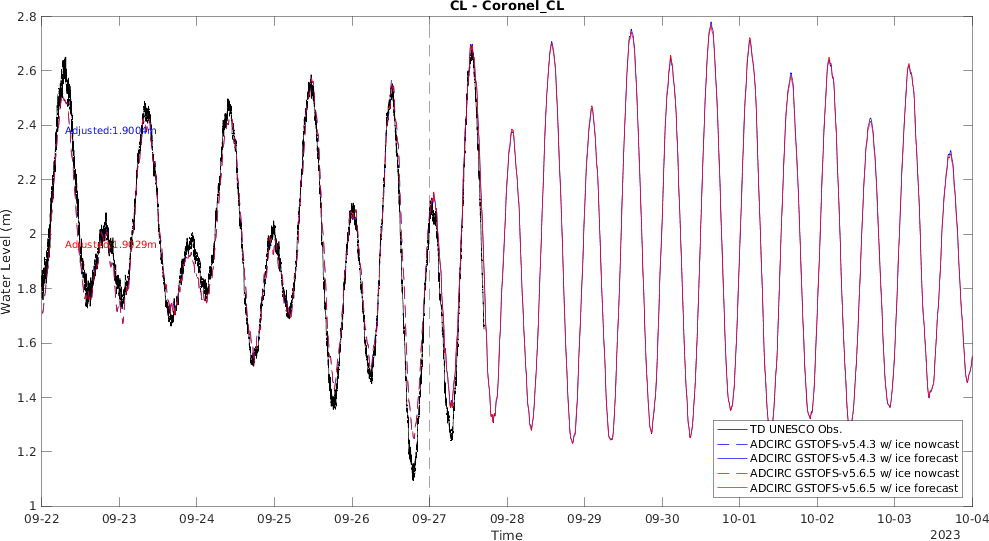 CL - Coronel_CL
2.8
2.6
2.4
2.2
2
1.8
1.6
1.4
1.2
1
Water Level (m)
Adjusted:1.9004m
Adjusted:1.9029m
TD UNESCO Obs.
ADCIRC GSTOFS-v5.4.3 w/ ice nowcast
ADCIRC GSTOFS-v5.4.3 w/ ice forecast
ADCIRC GSTOFS-v5.6.5 w/ ice nowcast
ADCIRC GSTOFS-v5.6.5 w/ ice forecast
09-22 09-23 09-24 09-25 09-26 09-27 09-28 09-29 09-30 10-01 10-02 10-03 10-04
Time
2023